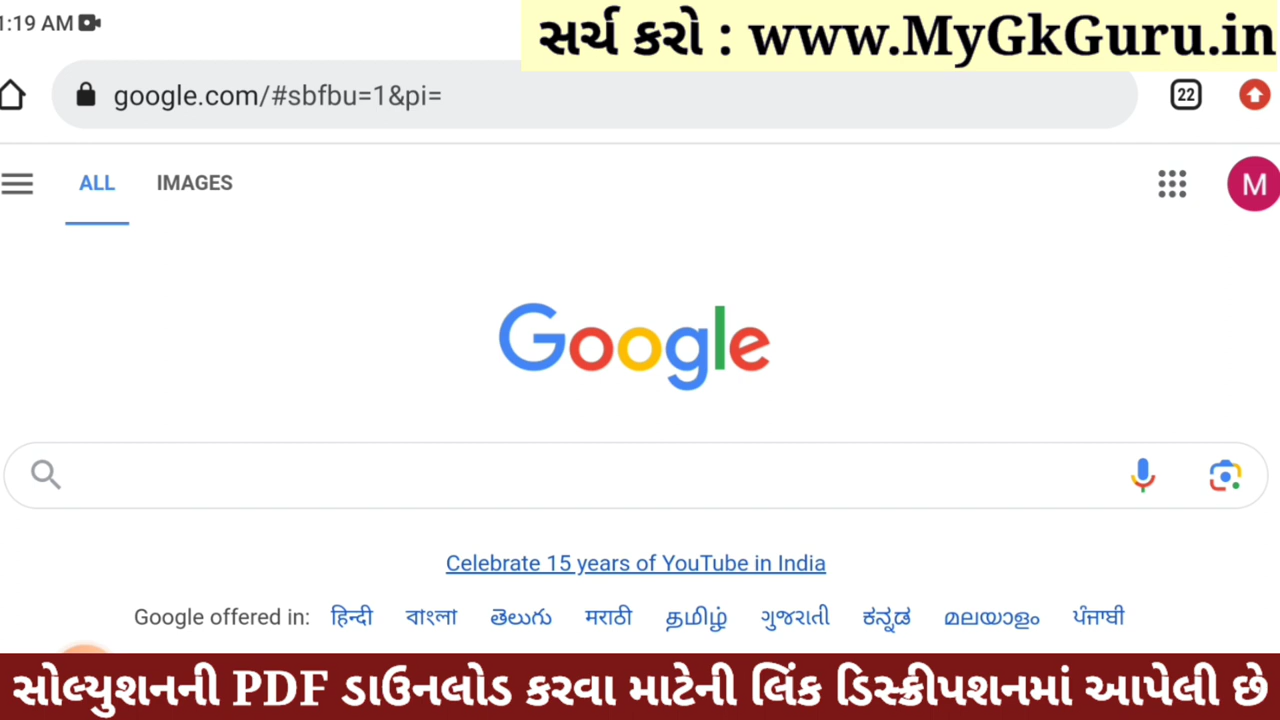 1:19 AM
સર્ચ કરો : www.MyGkGuru.in
google.com/#sbfbu=1&pi=
22
ALL IMAGES
M
Google
Celebrate 15 years of YouTube in India
Google offered in: हिन्दी বাংলা తెలుగు मराठी தமிழ் ગુજરાતી ಕನ್ನಡ മലയാളം ਪੰਜਾਬੀ
સોલ્યુશનની PDF ડાઉનલોડ કરવા માટેની લિંક ડિસ્ક્રીપશનમાં આપેલી છે